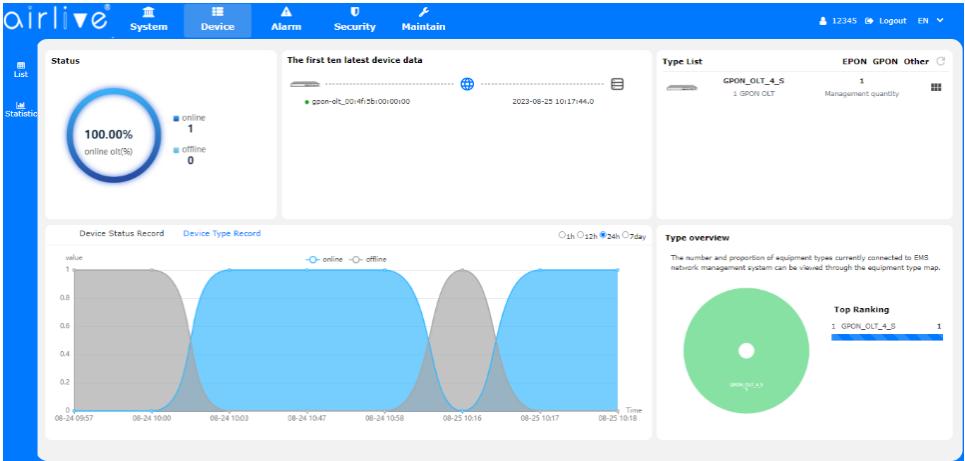 airlive®
System
Device
Alarm
Security
Maintain
12345
Logout
EN
List
Statistic
Status
100.00%
online olt(%)
online
1
offline
0
The first ten latest device data
gpon-olt_00:4f:5b:00:00:00
2023-08-25 10:17:44.0
Type List
EPON GPON Other
GPON_OLT_4_S
1
1 GPON OLT
Management quantity
Device Status Record
Device Type Record
1h 12h 24h 7day
value
online offline
1
0.8
0.6
0.4
0.2
0
Time
08-24 09:57
08-24 10:00
08-24 10:03
08-24 10:47
08-24 10:58
08-25 10:16
08-25 10:17
08-25 10:18
Type overview
The number and proportion of equipment types currently connected to EMS
network management system can be viewed through the equipment type map.
GPON_OLT_4_S
Top Ranking
1 GPON_OLT_4_S 1